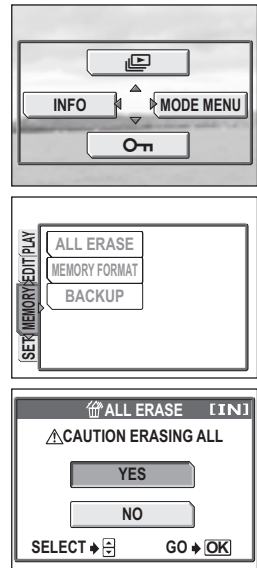 INFO MODE MENU
PLAY
EDIT
MEMORY
SET
ALL ERASE
MEMORY FORMAT
BACKUP
ALL ERASE [IN]
CAUTION ERASING ALL
YES
NO
SELECT GO OK